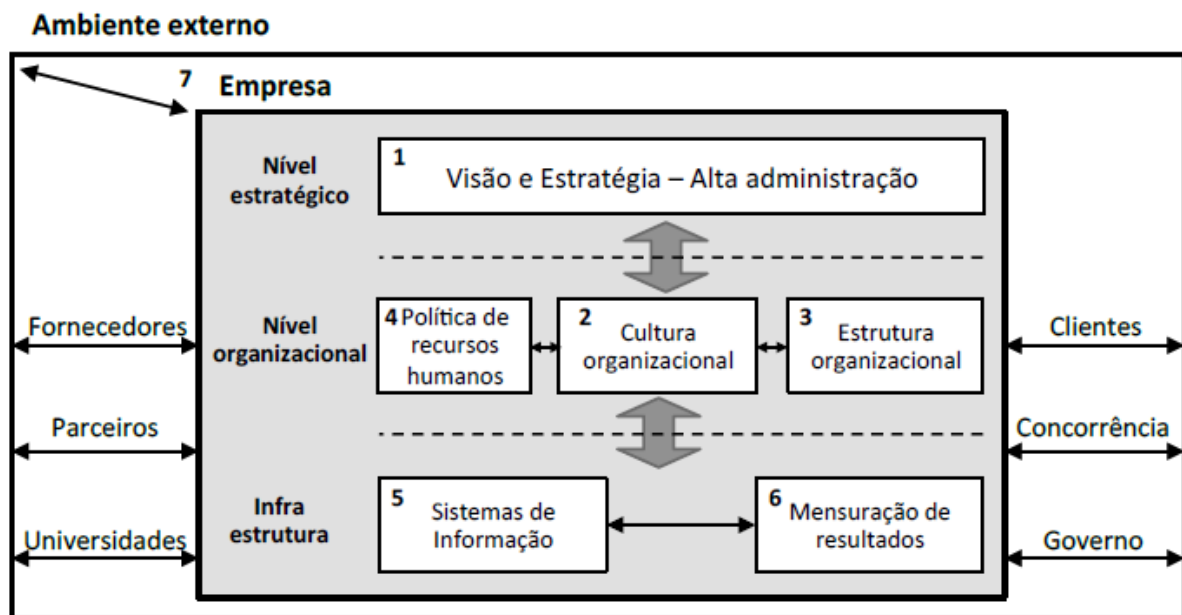 Ambiente externo
7
Empresa
Nível
estratégico
1
Visão e Estratégia – Alta administração
Fornecedores
Nível
organizacional
4 Política de
recursos
humanos
2
Cultura
organizacional
3
Estrutura
organizacional
Clientes
Parceiros
Concorrência
Infra
estrutura
5
Sistemas de
Informação
6
Mensuração de
resultados
Universidades
Governo